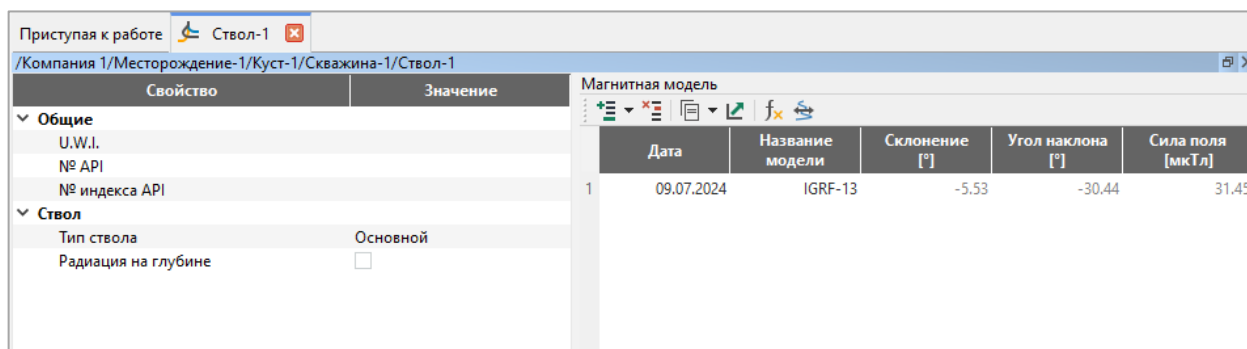 Приступая к работе
Ствол-1
/Компания 1/Месторождение-1/Куст-1/Скважина-1/Ствол-1
Свойство Значение
Общие
U.W.I.
№ API
№ индекса API
Ствол
Тип ствола Основной
Радиация на глубине
Магнитная модель
Дата Название модели Склонение [°] Угол наклона [°] Сила поля [мкТл]
1 09.07.2024 IGRF-13 -5.53 -30.44 31.45